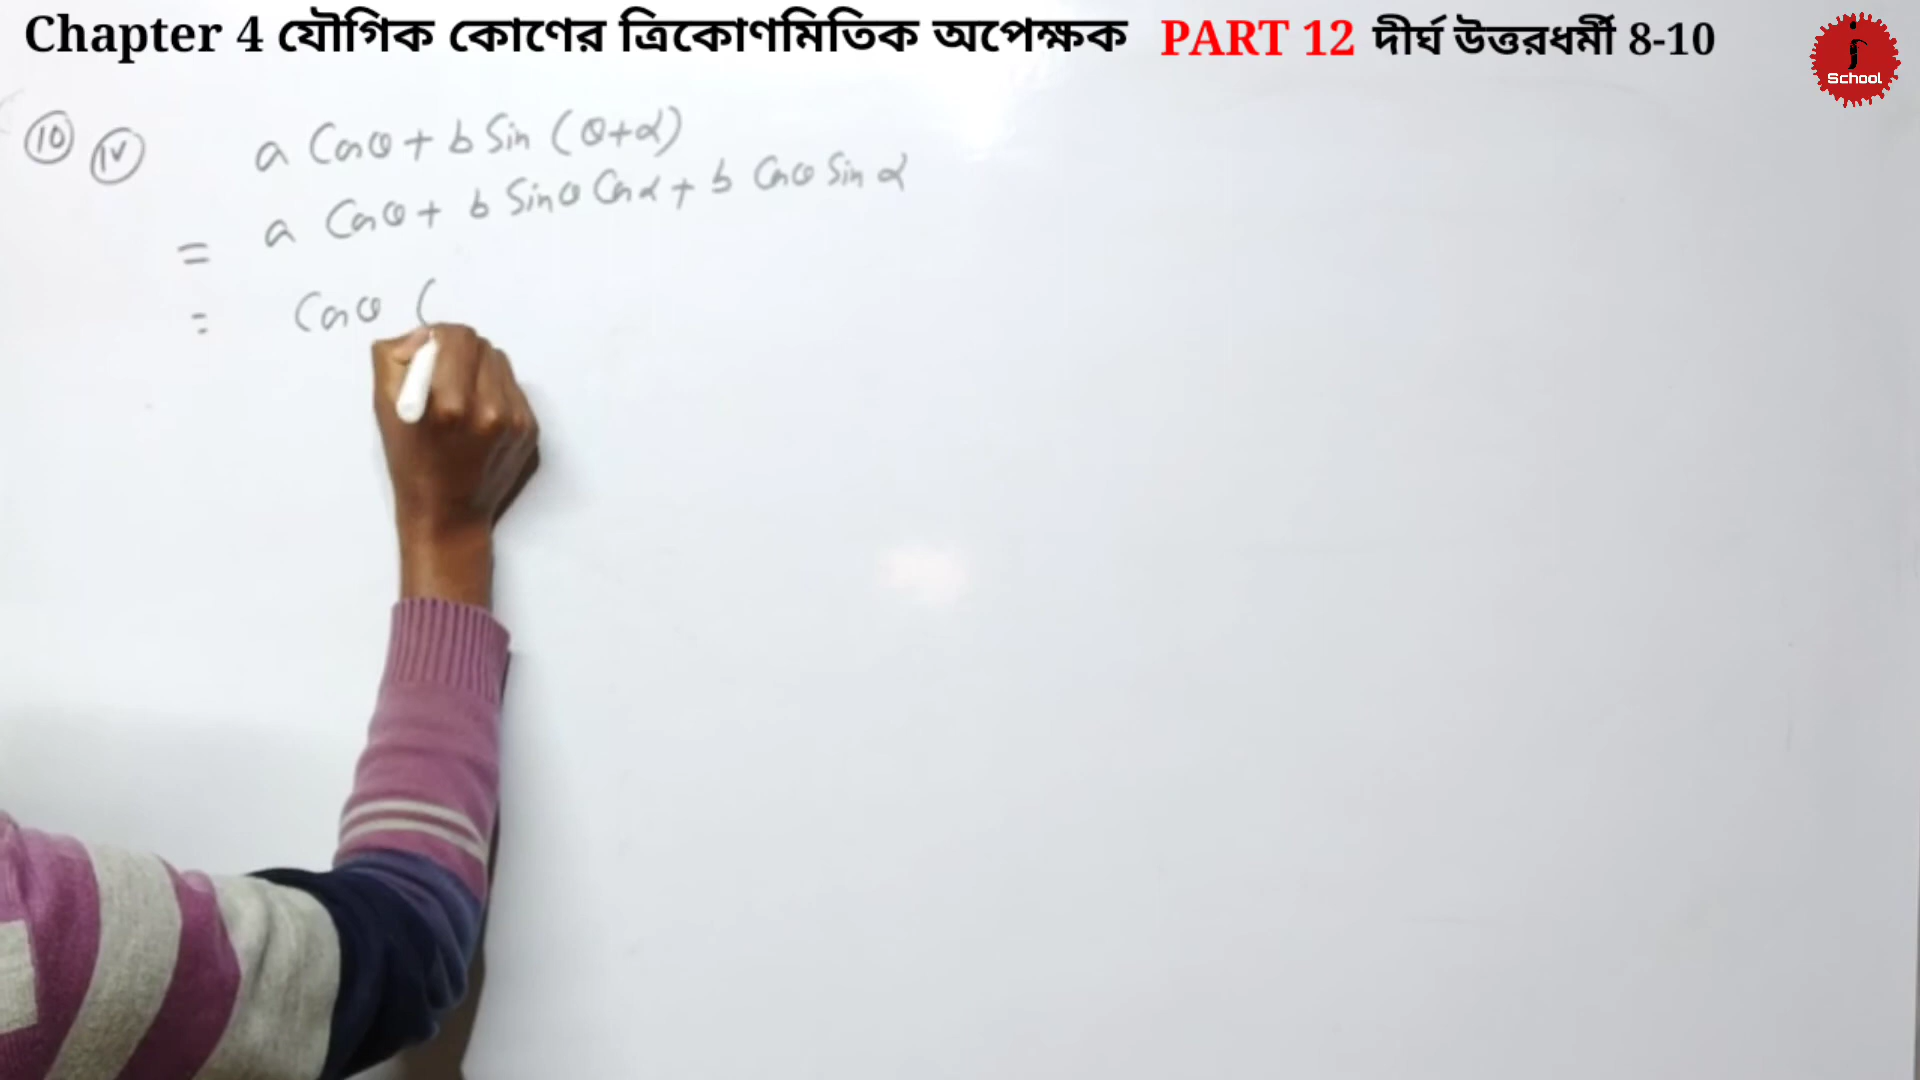 Chapter 4 যৌগিক কোণের ত্রিকোণমিতিক অপেক্ষক PART 12 দীর্ঘ উত্তরধর্মী 8-10
j School
10 iv a Cosθ + b Sin (θ+α)
= a Cosθ + b Sinθ Cosα + b Cosθ Sin α
= Cosθ (